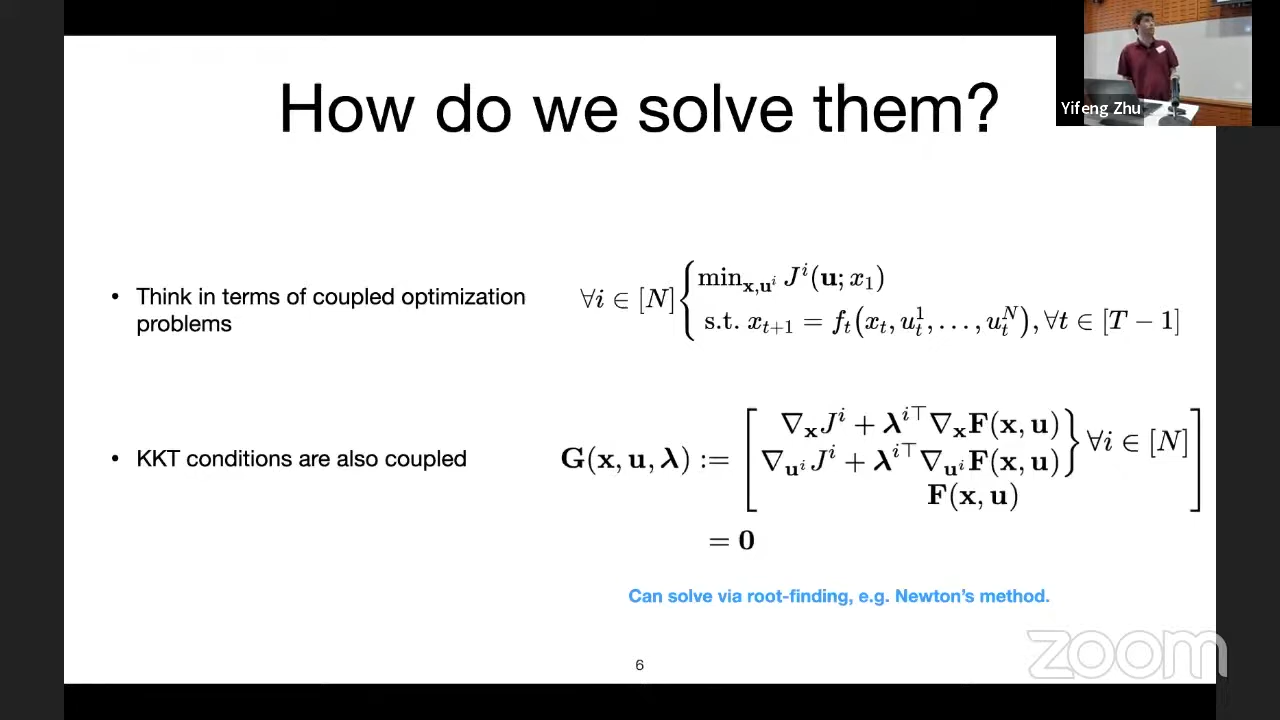 How do we solve them?
Yifeng Zhu
• Think in terms of coupled optimization
problems
∀i ∈ [N] { min_{𝐱,𝐮^i} J^i(𝐮; x_1)
s.t. x_{t+1} = f_t(x_t, u_t^1, . . . , u_t^N), ∀t ∈ [T − 1]
• KKT conditions are also coupled
𝐆(𝐱, 𝐮, 𝛌) := [ ∇_𝐱 J^i + 𝛌^{i⊤} ∇_𝐱 𝐅(𝐱, 𝐮)
∇_{𝐮^i} J^i + 𝛌^{i⊤} ∇_{𝐮^i} 𝐅(𝐱, 𝐮) } ∀i ∈ [N]
𝐅(𝐱, 𝐮) ]
= 𝟎
Can solve via root-finding, e.g. Newton’s method.
zoom
6